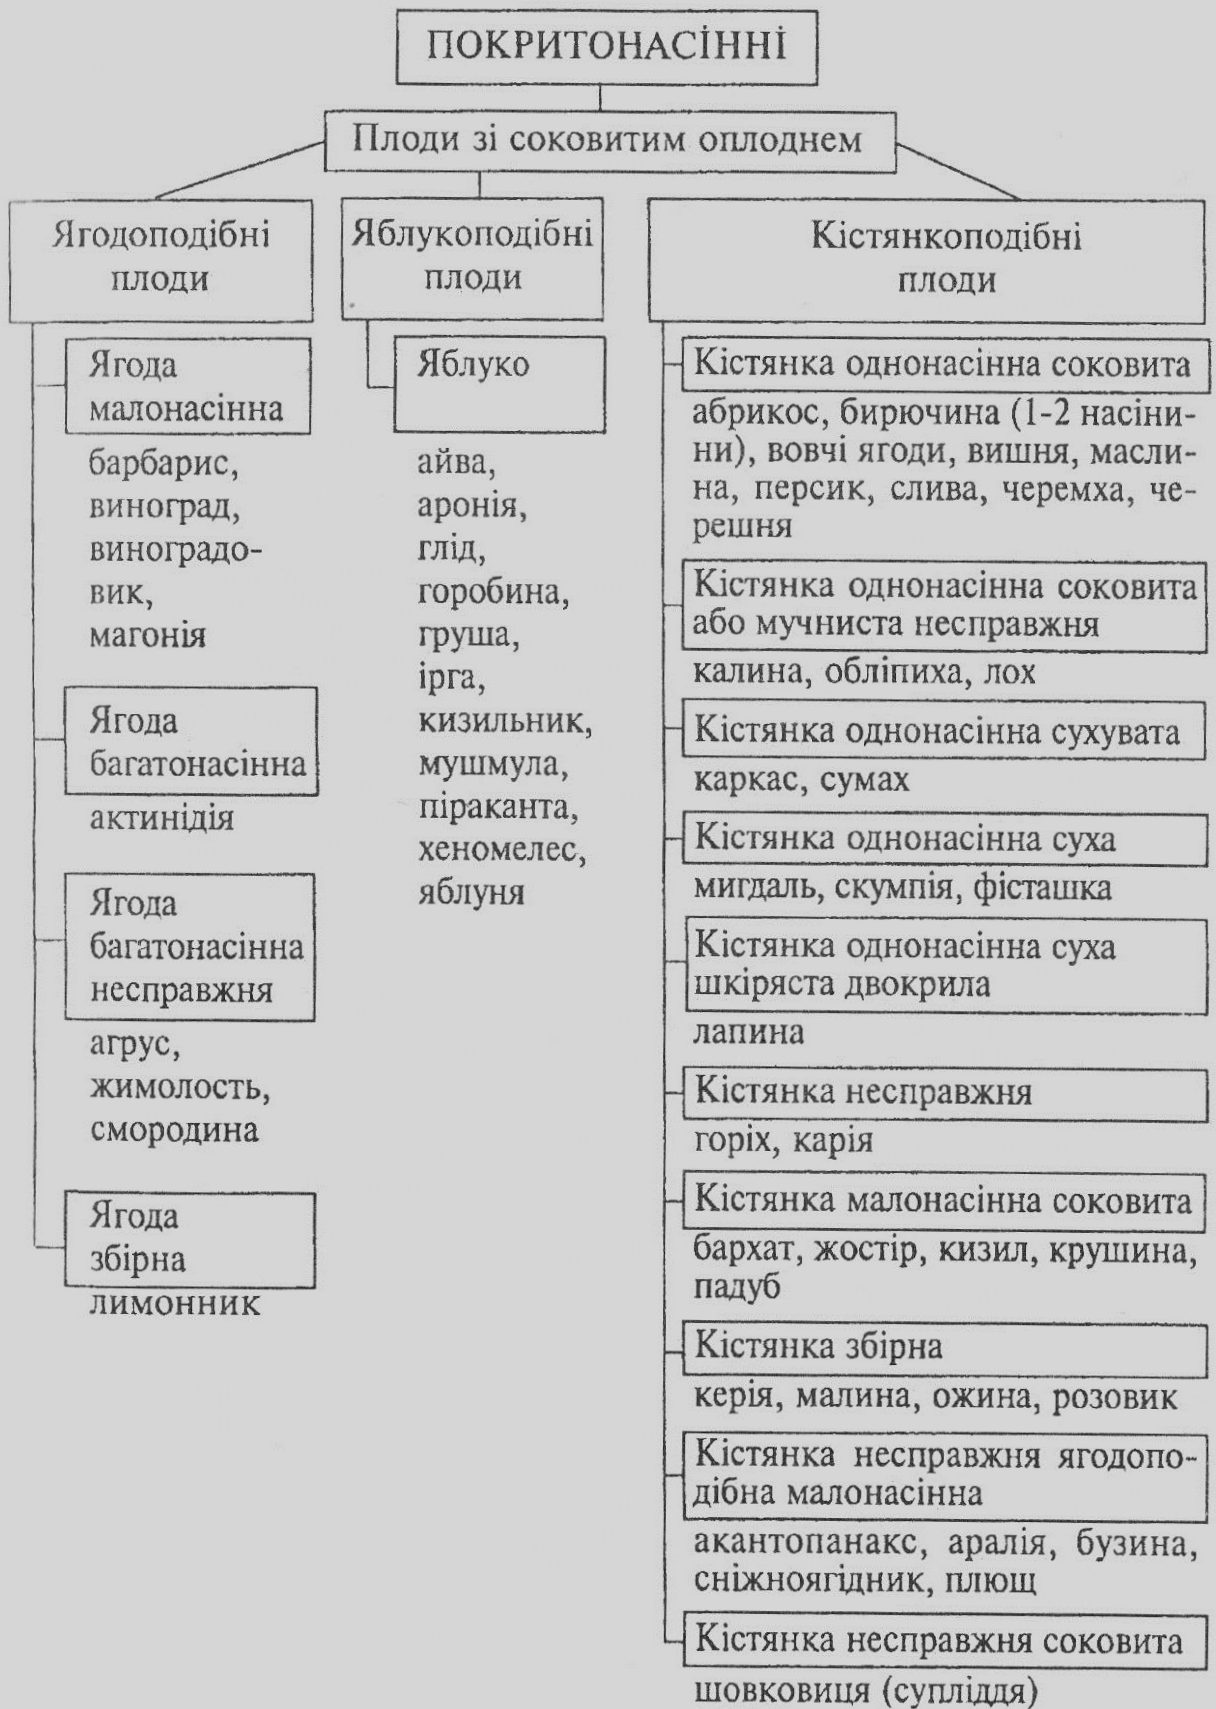 ПОКРИТОНАСІННІ
Плоди зі соковитим оплоднем
Ягодоподібні
плоди
Ягода
малонасінна
барбарис,
виноград,
виноградо-
вик,
магонія
Ягода
багатонасінна
актинідія
Ягода
багатонасінна
несправжня
агрус,
жимолость,
смородина
Ягода
збірна
лимонник
Яблукоподібні
плоди
Яблуко
айва,
аронія,
глід,
горобина,
груша,
ірга,
кизильник,
мушмула,
піраканта,
хеномелес,
яблуня
Кістянкоподібні
плоди
Кістянка однонасінна соковита
абрикос, бирючина (1-2 насіни-
ни), вовчі ягоди, вишня, масли-
на, персик, слива, черемха, че-
решня
Кістянка однонасінна соковита
або мучниста несправжня
калина, обліпиха, лох
Кістянка однонасінна сухувата
каркас, сумах
Кістянка однонасінна суха
мигдаль, скумпія, фісташка
Кістянка однонасінна суха
шкіряста двокрила
лапина
Кістянка несправжня
горіх, карія
Кістянка малонасінна соковита
бархат, жостір, кизил, крушина,
падуб
Кістянка збірна
керія, малина, ожина, розовик
Кістянка несправжня ягодопо-
дібна малонасінна
акантопанакс, аралія, бузина,
сніжноягідник, плющ
Кістянка несправжня соковита
шовковиця (супліддя)